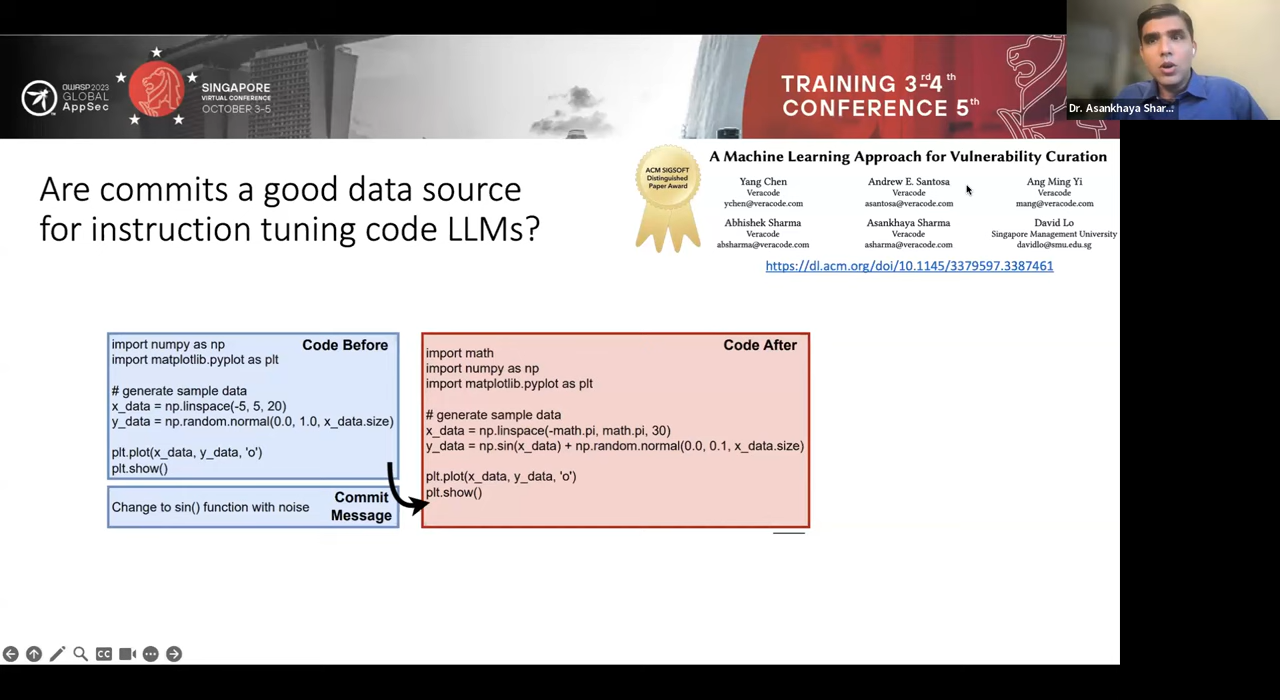 OWASP 2023
GLOBAL
AppSec
SINGAPORE
VIRTUAL CONFERENCE
OCTOBER 3-5
TRAINING 3rd-4th
CONFERENCE 5th
Dr. Asankhaya Shar...
Are commits a good data source
for instruction tuning code LLMs?
ACM SIGSOFT
Distinguished
Paper Award
A Machine Learning Approach for Vulnerability Curation
Yang Chen
Veracode
ychen@veracode.com
Andrew E. Santosa
Veracode
asantosa@veracode.com
Ang Ming Yi
Veracode
mang@veracode.com
Abhishek Sharma
Veracode
absharma@veracode.com
Asankhaya Sharma
Veracode
asharma@veracode.com
David Lo
Singapore Management University
davidlo@smu.edu.sg
https://dl.acm.org/doi/10.1145/3379597.3387461
Code Before
import numpy as np
import matplotlib.pyplot as plt
# generate sample data
x_data = np.linspace(-5, 5, 20)
y_data = np.random.normal(0.0, 1.0, x_data.size)
plt.plot(x_data, y_data, 'o')
plt.show()
Change to sin() function with noise
Commit
Message
Code After
import math
import numpy as np
import matplotlib.pyplot as plt
# generate sample data
x_data = np.linspace(-math.pi, math.pi, 30)
y_data = np.sin(x_data) + np.random.normal(0.0, 0.1, x_data.size)
plt.plot(x_data, y_data, 'o')
plt.show()
CC